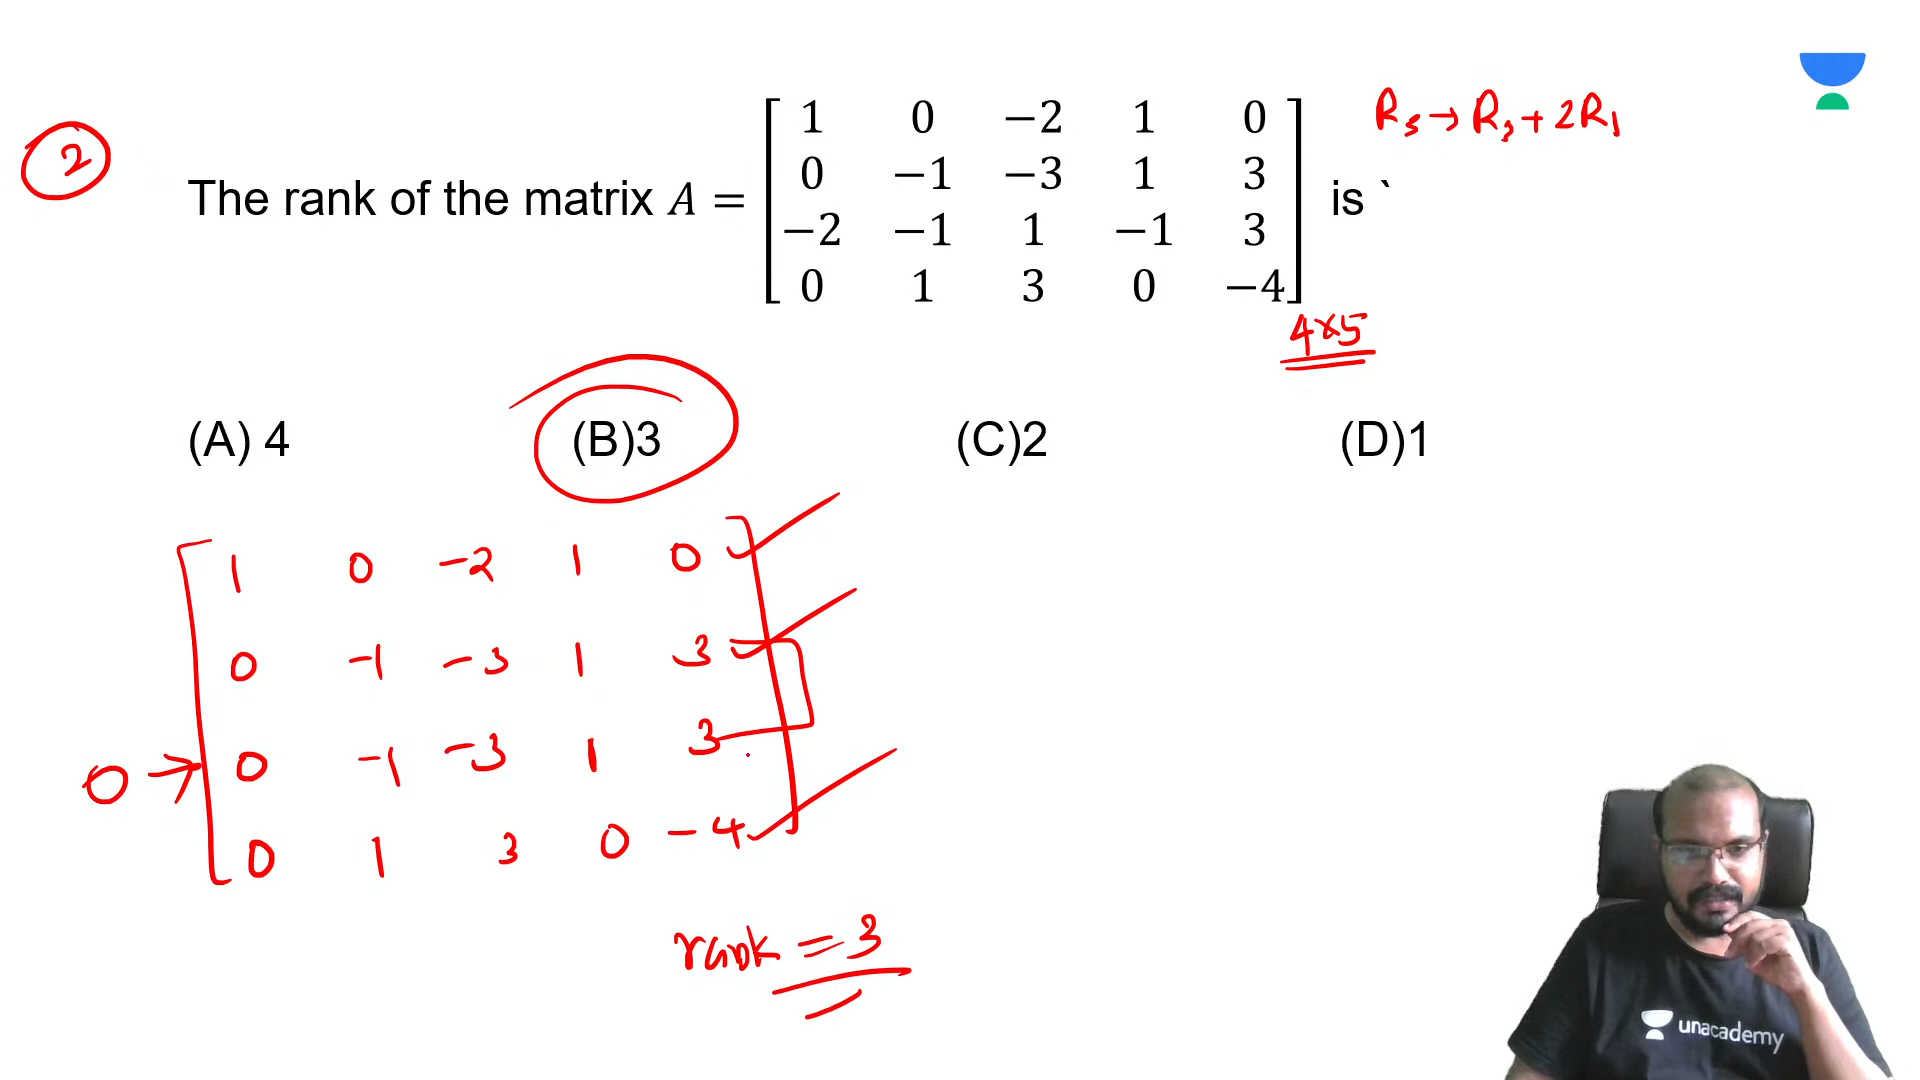 2
The rank of the matrix A = [ 1 0 −2 1 0 ] is `
0 −1 −3 1 3
−2 −1 1 −1 3
0 1 3 0 −4
R3 → R3 + 2R1
4×5
(A) 4 (B)3 (C)2 (D)1
1 0 -2 1 0
0 -1 -3 1 3
0 → 0 -1 -3 1 3
0 1 3 0 -4
rank = 3
unacademy